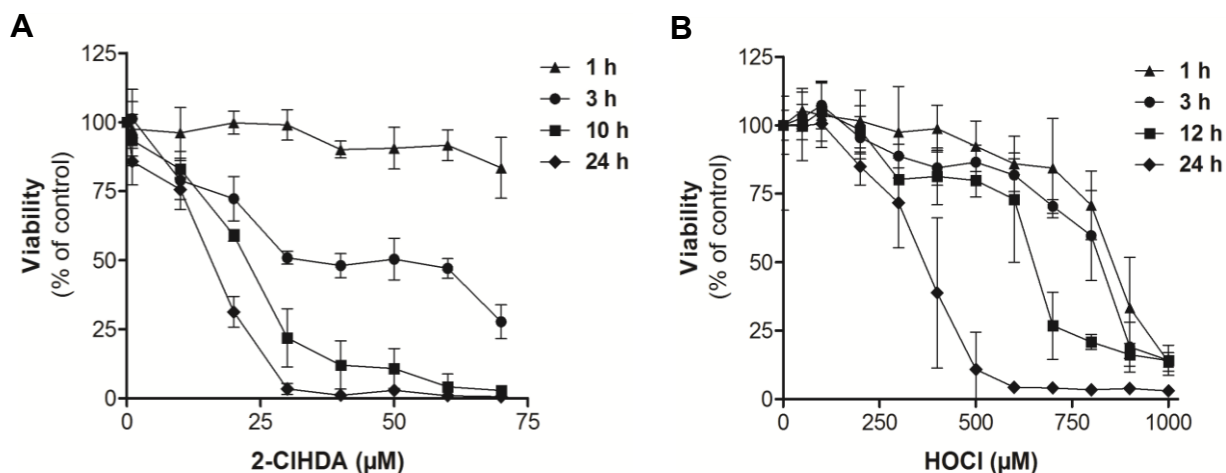 A
125
100
75
50
25
0
Viability
(% of control)
0 25 50 75
2-ClHDA (µM)
1 h
3 h
10 h
24 h
B
125
100
75
50
25
0
Viability
(% of control)
0 250 500 750 1000
HOCl (µM)
1 h
3 h
12 h
24 h